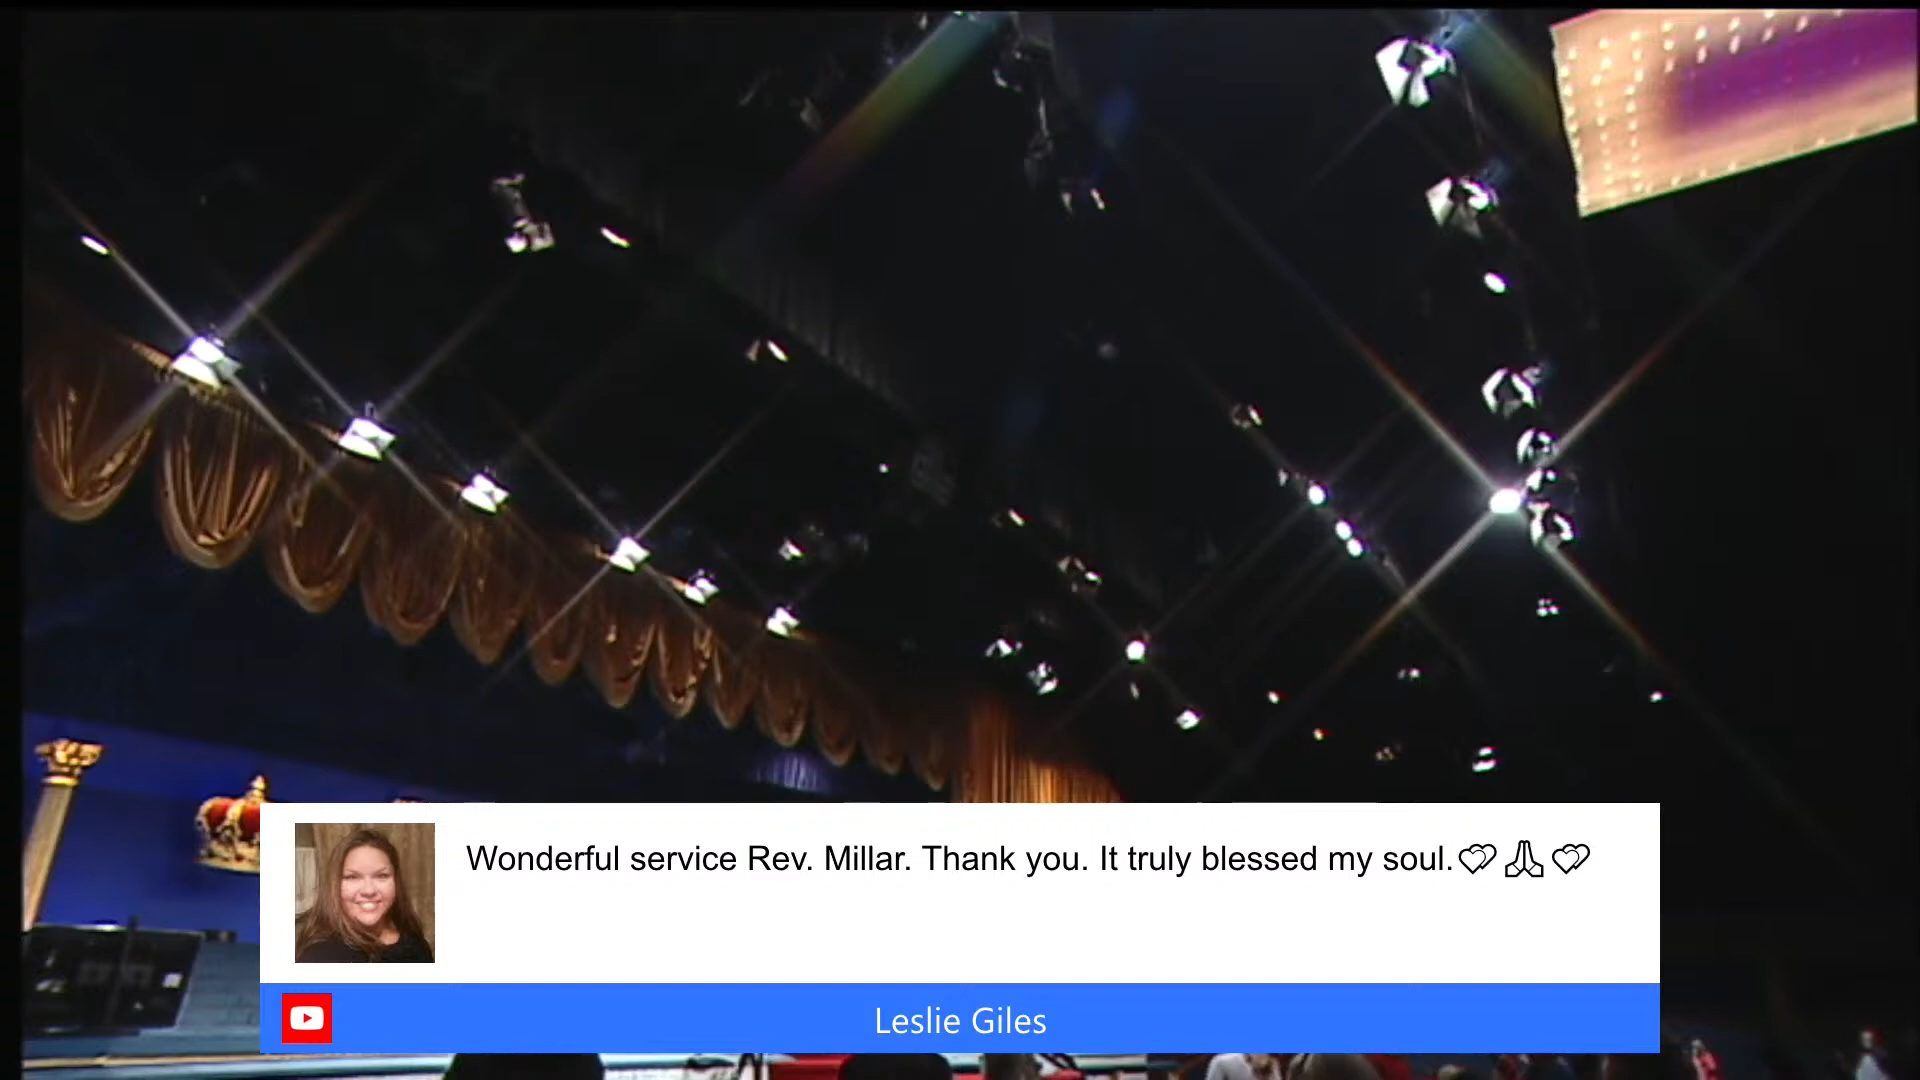 Wonderful service Rev. Millar. Thank you. It truly blessed my soul.💕🙏💕
Leslie Giles